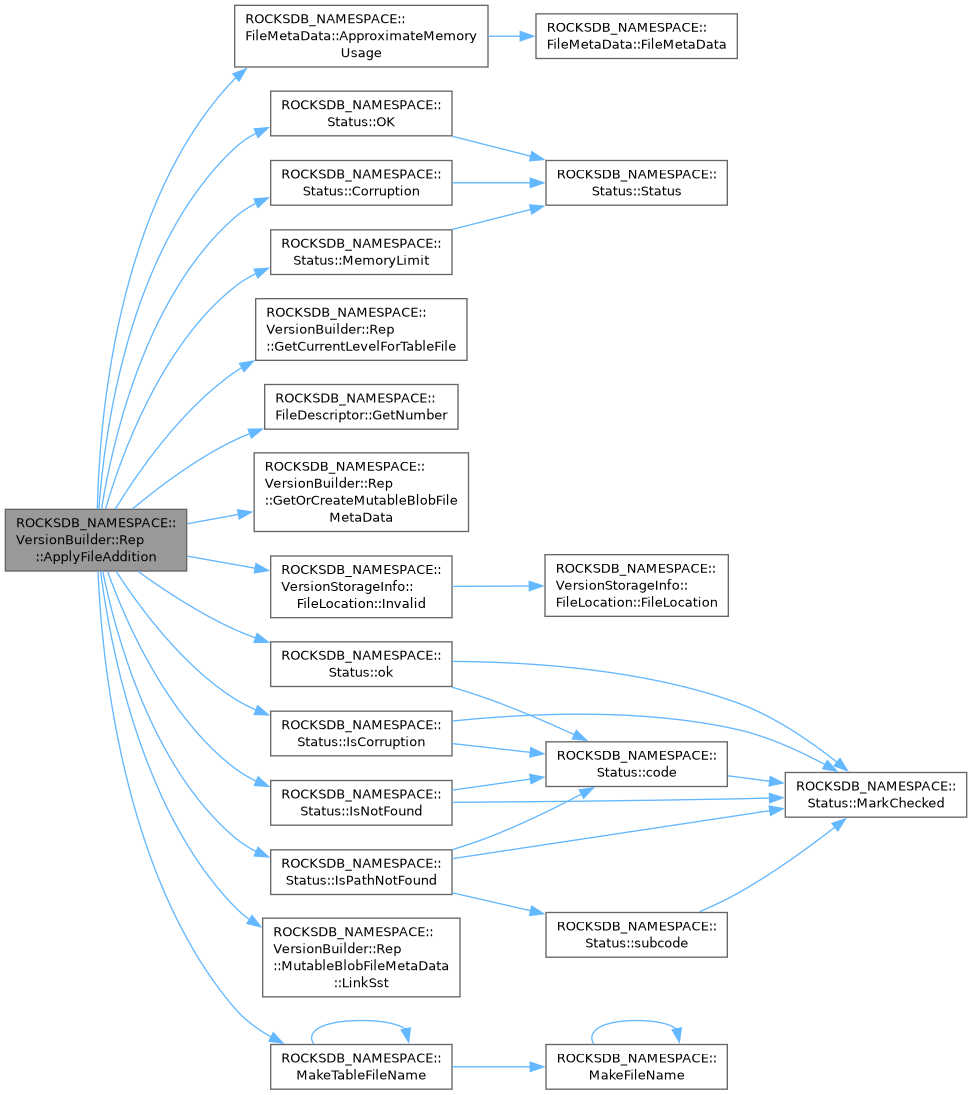 ROCKSDB_NAMESPACE::
VersionBuilder::Rep
::ApplyFileAddition
ROCKSDB_NAMESPACE::
FileMetaData::ApproximateMemory
Usage
ROCKSDB_NAMESPACE::
FileMetaData::FileMetaData
ROCKSDB_NAMESPACE::
Status::OK
ROCKSDB_NAMESPACE::
Status::Status
ROCKSDB_NAMESPACE::
Status::Corruption
ROCKSDB_NAMESPACE::
Status::MemoryLimit
ROCKSDB_NAMESPACE::
VersionBuilder::Rep
::GetCurrentLevelForTableFile
ROCKSDB_NAMESPACE::
FileDescriptor::GetNumber
ROCKSDB_NAMESPACE::
VersionBuilder::Rep
::GetOrCreateMutableBlobFile
MetaData
ROCKSDB_NAMESPACE::
VersionStorageInfo::
FileLocation::Invalid
ROCKSDB_NAMESPACE::
VersionStorageInfo::
FileLocation::FileLocation
ROCKSDB_NAMESPACE::
Status::ok
ROCKSDB_NAMESPACE::
Status::IsCorruption
ROCKSDB_NAMESPACE::
Status::code
ROCKSDB_NAMESPACE::
Status::MarkChecked
ROCKSDB_NAMESPACE::
Status::IsNotFound
ROCKSDB_NAMESPACE::
Status::IsPathNotFound
ROCKSDB_NAMESPACE::
Status::subcode
ROCKSDB_NAMESPACE::
VersionBuilder::Rep
::MutableBlobFileMetaData
::LinkSst
ROCKSDB_NAMESPACE::
MakeTableFileName
ROCKSDB_NAMESPACE::
MakeFileName